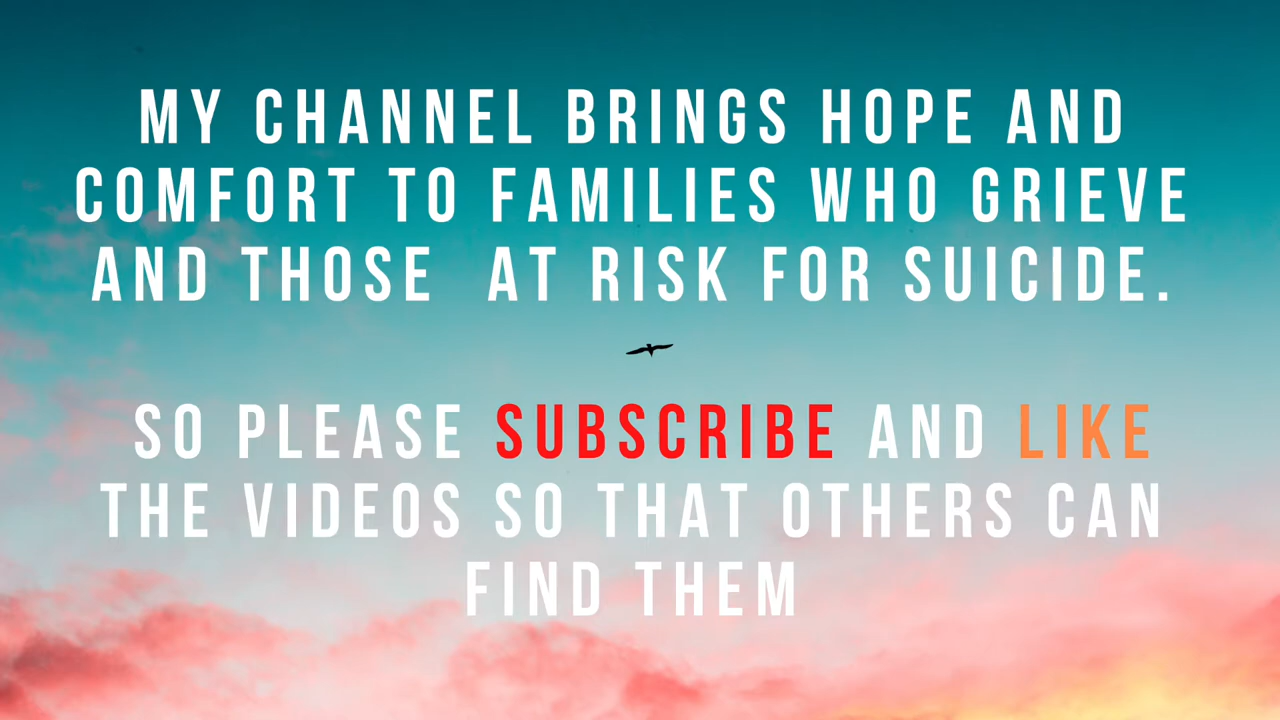 MY CHANNEL BRINGS HOPE AND
COMFORT TO FAMILIES WHO GRIEVE
AND THOSE  AT RISK FOR SUICIDE.
SO PLEASE SUBSCRIBE AND LIKE
THE VIDEOS SO THAT OTHERS CAN
FIND THEM